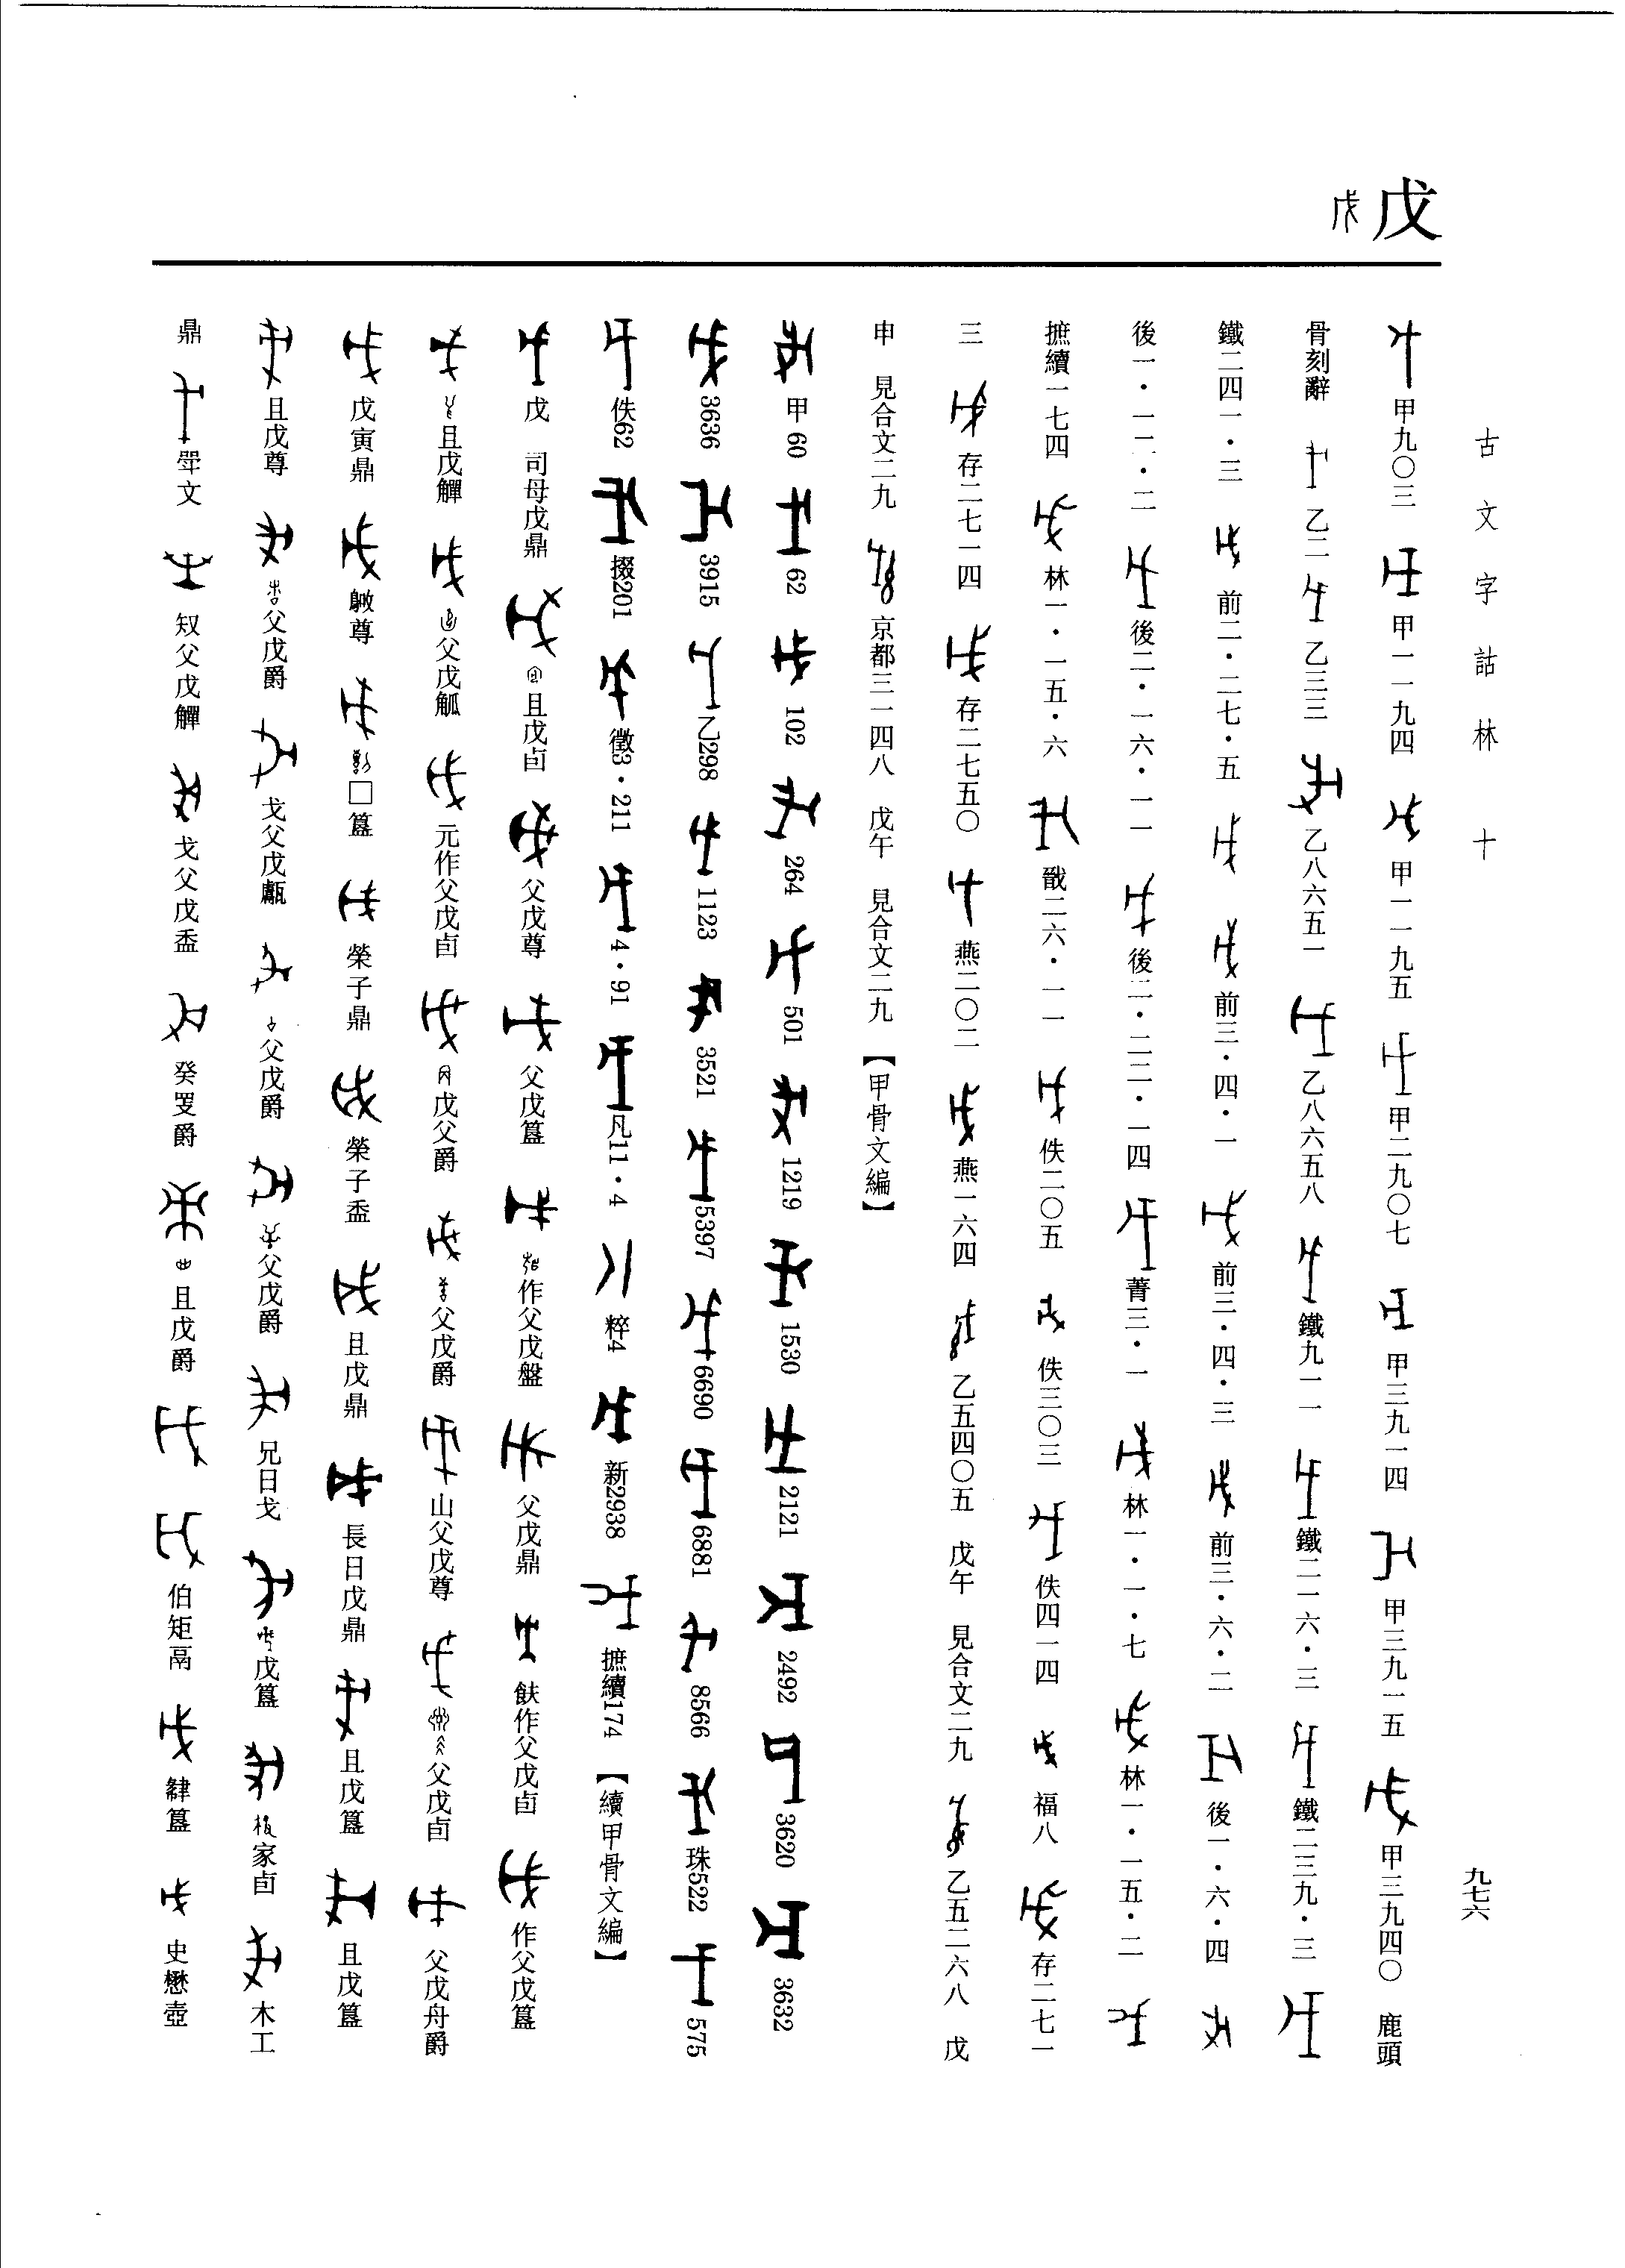 古文字詁林 十
九七六
戊
甲九〇三 甲一一九四 甲一一九五 甲二九〇七 甲三九一四 甲三九一五 甲三九四〇 鹿頭
骨刻辭 乙二 乙三三 乙八六五一 乙八六五八 鐵九一一 鐵二一六・三 鐵二三九・三
鐵二四一・三 前二・二七・五 前三・四・一 前三・四・三 前三・六・二 後一・六・四
後一・一二・二 後二・一六・一一 後二・二二・一四 菁三・一 林一・一・七 林一・一五・二
摭續一七四 林一・一五・六 戩二六・一一 佚二〇五 佚三〇三 佚四一四 福八 存二七一
三 存二七一四 存二七五〇 燕二〇二 燕一六四 乙五四〇五 戊午 見合文二九 乙五二六八 戊
申 見合文二九 京都三一四八 戊午 見合文二九 【甲骨文編】
甲60 62 102 264 501 1219 1530 2121 2492 3620 3632
3636 3915 乙298 1123 3521 5397 6690 6881 8566 珠522 575
佚62 掇201 徵3・211 4・91 凡11・4 粹4 新2938 摭續174 【續甲骨文編】
戊 司母戊鼎 且戊卣 父戊尊 父戊簋 作父戊盤 父戊鼎 作父戊卣 作父戊簋
且戊觶 父戊觚 元作父戊卣 戊父爵 父戊爵 山父戊尊 父戊卣 父戊舟爵
戊寅鼎 尊 □簋 榮子鼎 榮子盉 且戊鼎 長日戊鼎 且戊簋 且戊簋
且戊尊 父戊爵 戈父戊甗 父戊爵 父戊爵 兄日戈 戊簋 家卣 木工
鼎 文 父戊觶 戈父戊盉 癸爵 且戊爵 伯矩鬲 簋 史懋壺